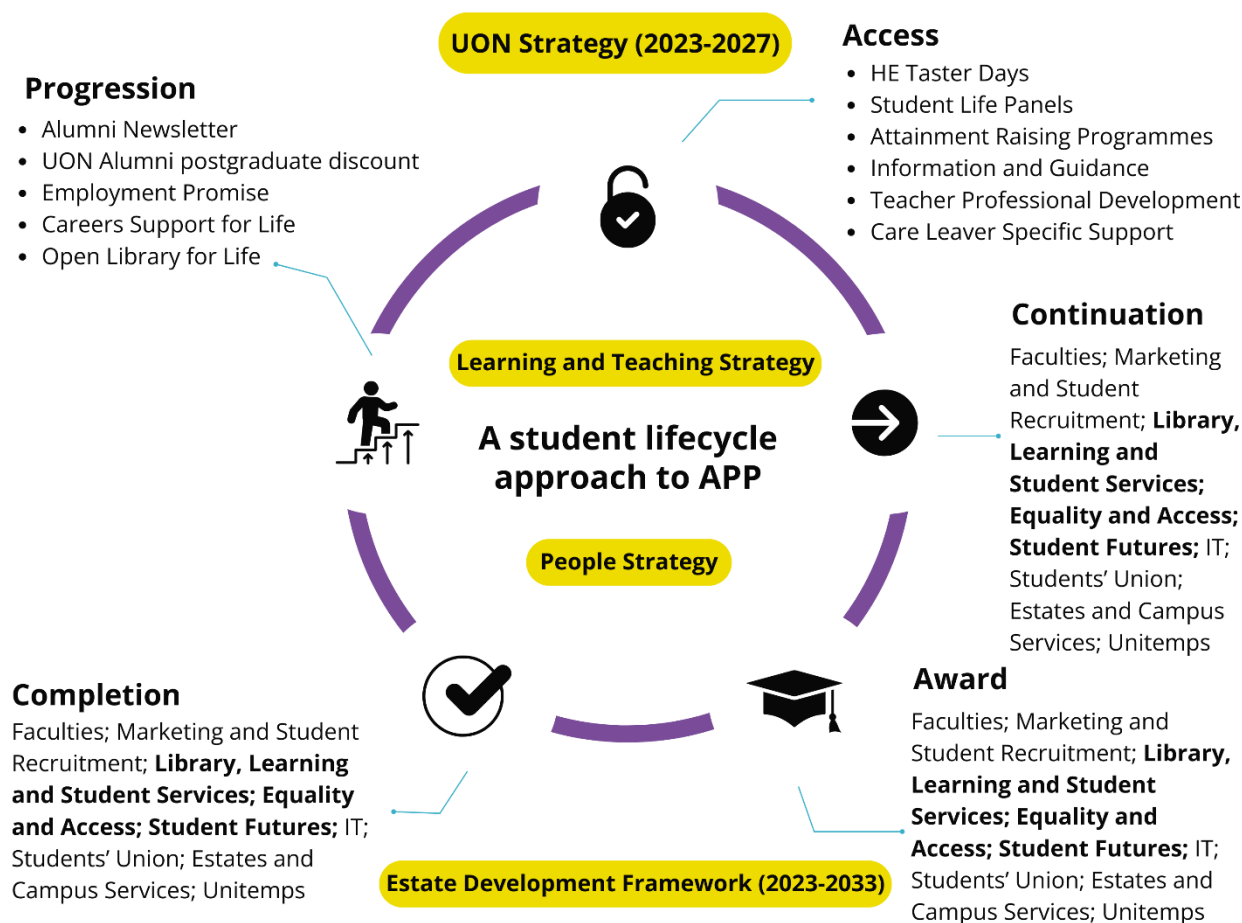 UON Strategy (2023-2027)
Access
• HE Taster Days
• Student Life Panels
• Attainment Raising Programmes
• Information and Guidance
• Teacher Professional Development
• Care Leaver Specific Support
Progression
• Alumni Newsletter
• UON Alumni postgraduate discount
• Employment Promise
• Careers Support for Life
• Open Library for Life
Continuation
Faculties; Marketing
and Student
Recruitment; Library,
Learning and
Student Services;
Equality and Access;
Student Futures; IT;
Students’ Union;
Estates and Campus
Services; Unitemps
Learning and Teaching Strategy
A student lifecycle
approach to APP
People Strategy
Award
Faculties; Marketing and
Student Recruitment; Library,
Learning and Student
Services; Equality and
Access; Student Futures; IT;
Students’ Union; Estates and
Campus Services; Unitemps
Completion
Faculties; Marketing and Student
Recruitment; Library, Learning
and Student Services; Equality
and Access; Student Futures; IT;
Students’ Union; Estates and
Campus Services; Unitemps
Estate Development Framework (2023-2033)